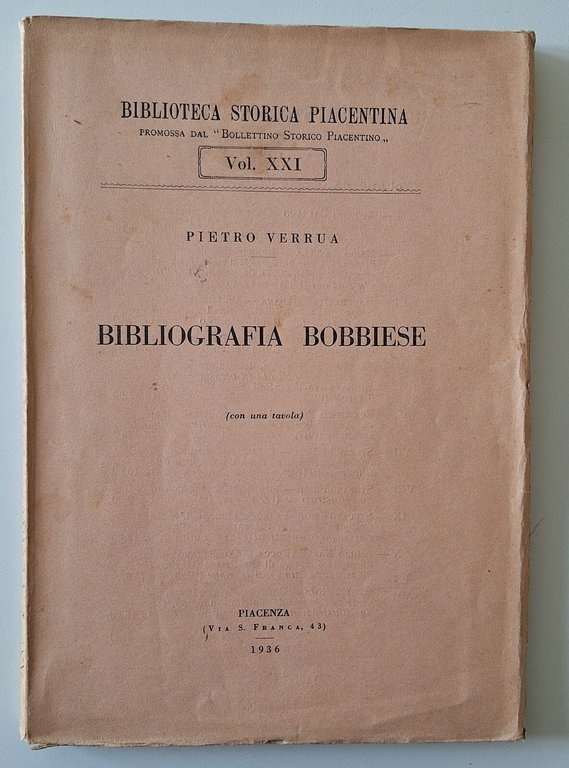 BIBLIOTECA STORICA PIACENTINA
PROMOSSA DAL "BOLLETTINO STORICO PIACENTINO„
Vol. XXI
PIETRO VERRUA
BIBLIOGRAFIA BOBBIESE
(con una tavola)
PIACENZA
(VIA S. FRANCA, 43)
1936